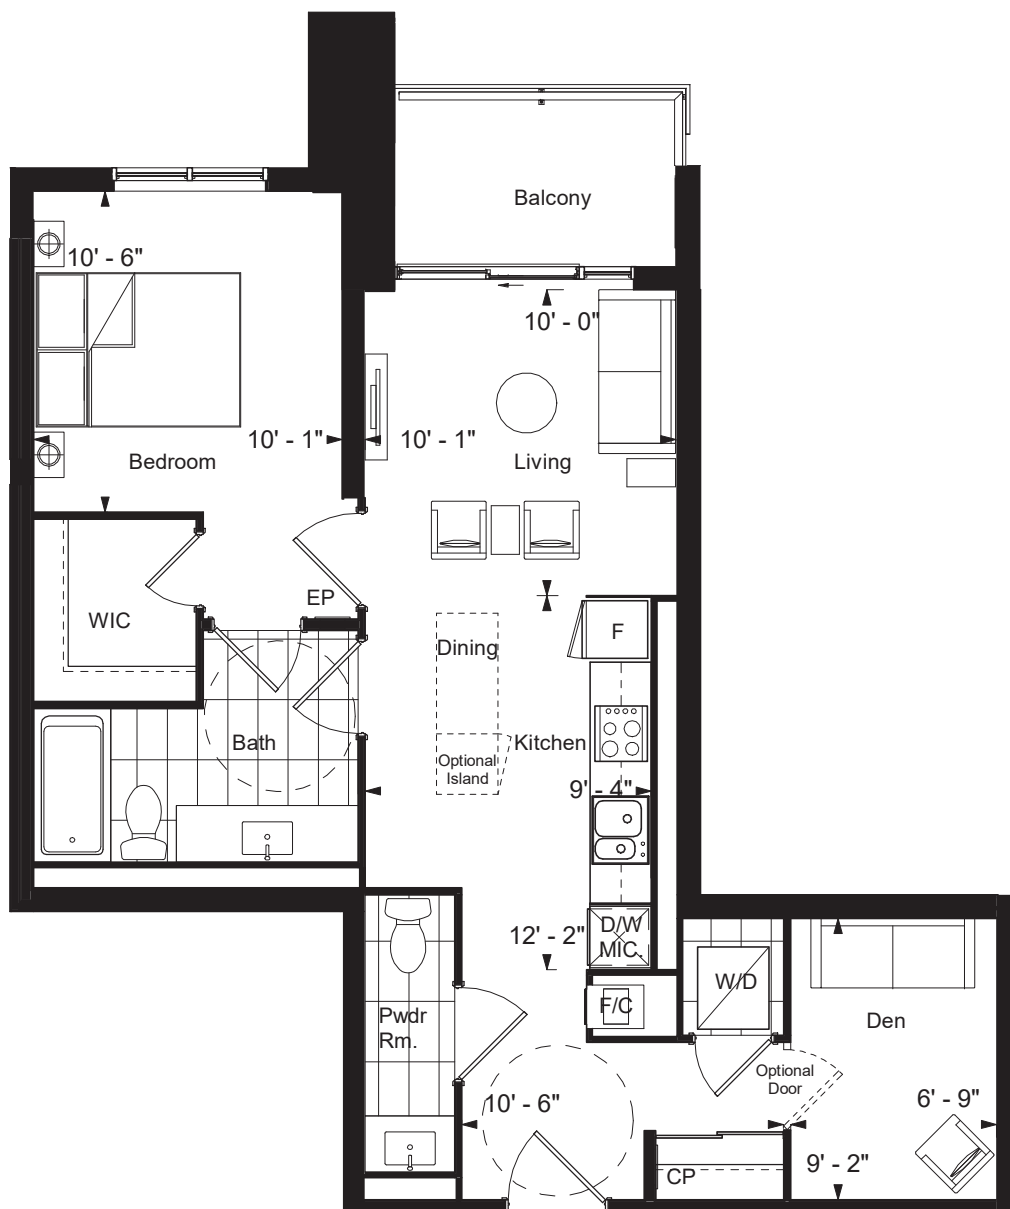 Balcony
10' - 6"
10' - 0"
10' - 1"
10' - 1"
Bedroom
Living
EP
WIC
F
Dining
Bath
Kitchen
Optional
Island
9' - 4"
12' - 2"
D/W
MIC.
W/D
F/C
Pwdr
Rm.
Den
Optional
Door
10' - 6"
6' - 9"
9' - 2"
CP